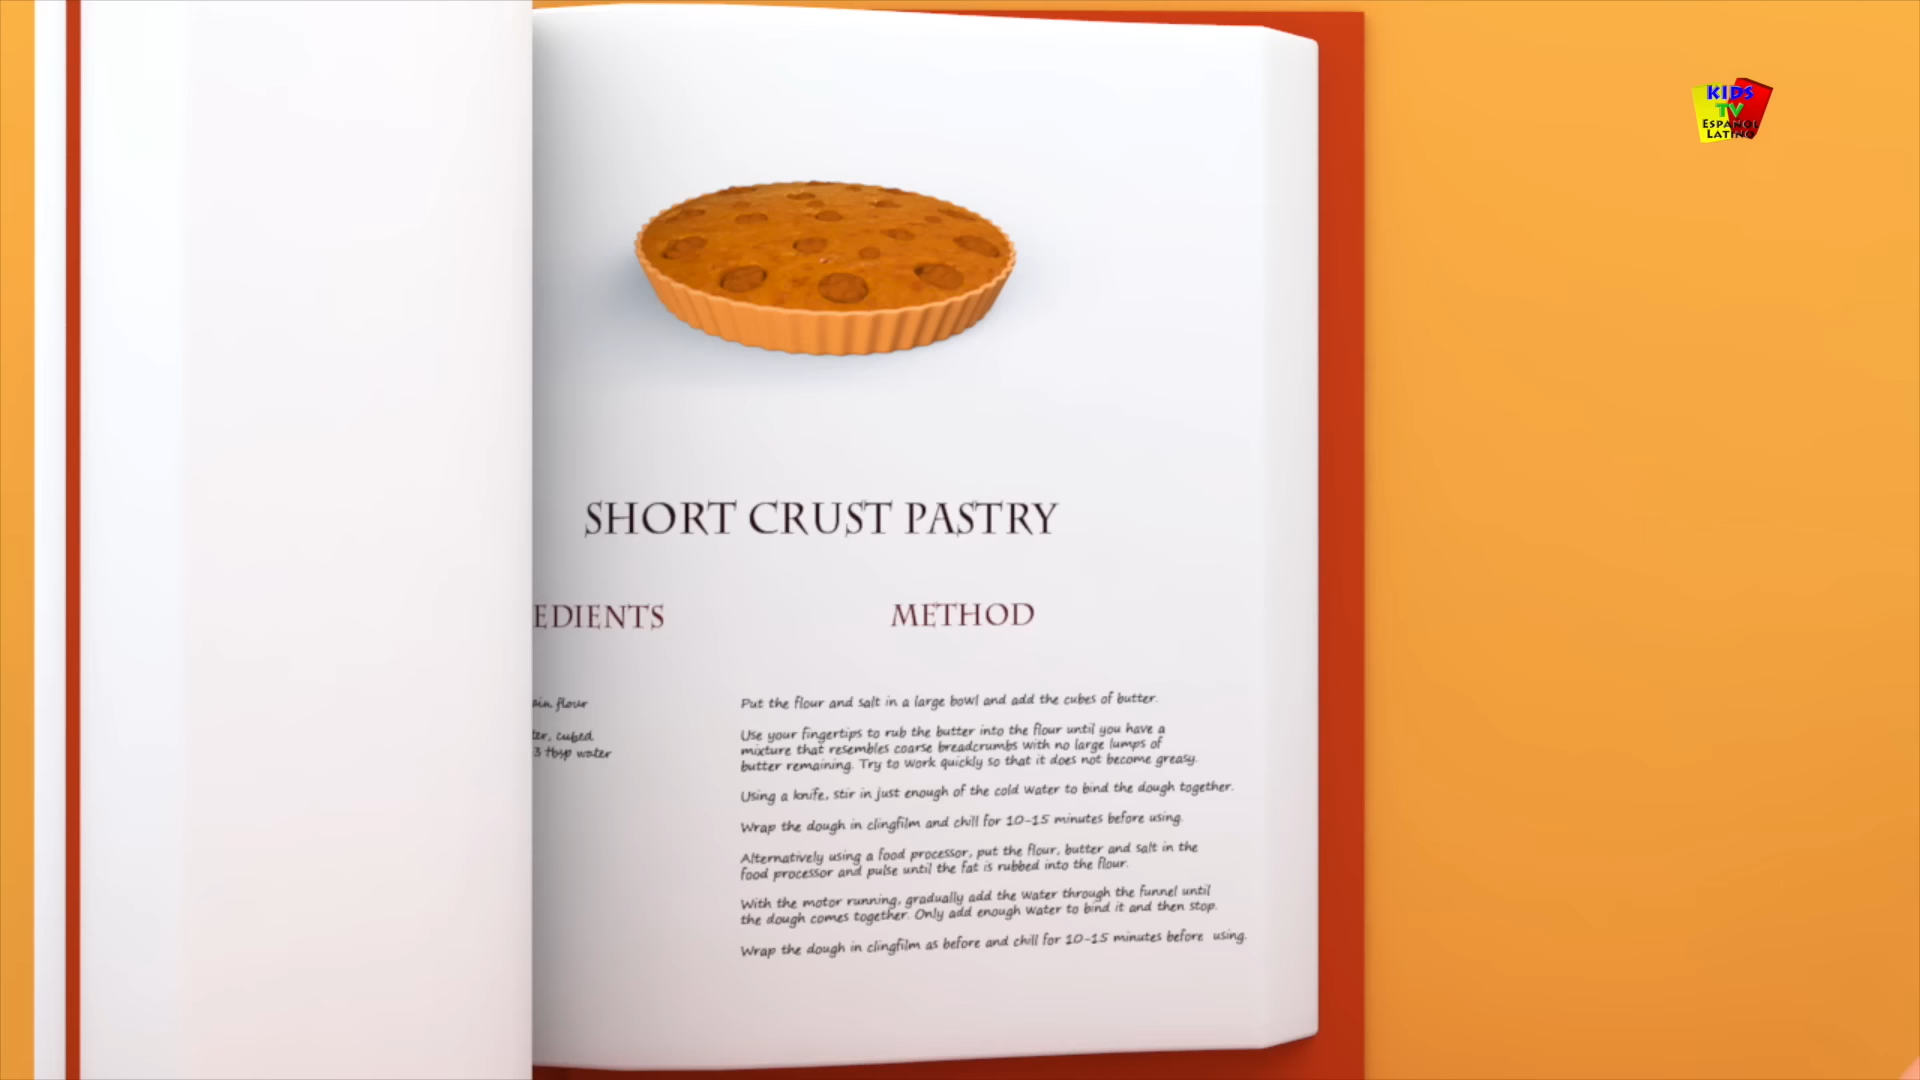 KIDS
TV
ESPAÑOL
LATINO
SHORT CRUST PASTRY
EDIENTS
METHOD
flour
cubed
3 tbsp water
Put the flour and salt in a large bowl and add the cubes of butter.
Use your fingertips to rub the butter into the flour until you have a
mixture that resembles coarse breadcrumbs with no large lumps of
butter remaining. Try to work quickly so that it does not become greasy.
Using a knife, stir in just enough of the cold water to bind the dough together.
Wrap the dough in clingfilm and chill for 10-15 minutes before using.
Alternatively using a food processor, put the flour, butter and salt in the
food processor and pulse until the fat is rubbed into the flour.
With the motor running, gradually add the water through the funnel until
the dough comes together. Only add enough water to bind it and then stop.
Wrap the dough in clingfilm as before and chill for 10-15 minutes before using.